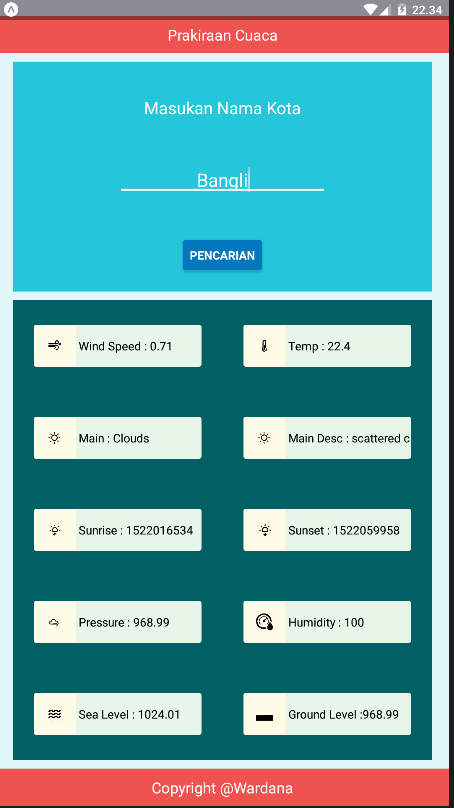 22.34
Prakiraan Cuaca
Masukan Nama Kota
Bangli
PENCARIAN
Wind Speed : 0.71
Temp : 22.4
Main : Clouds
Main Desc : scattered c
Sunrise : 1522016534
Sunset : 1522059958
Pressure : 968.99
Humidity : 100
Sea Level : 1024.01
Ground Level :968.99
Copyright @Wardana